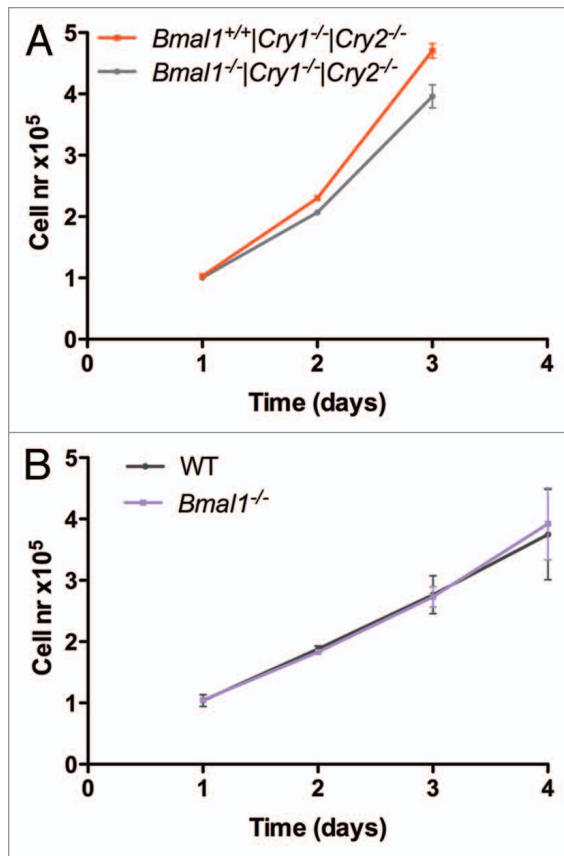 A
Bmal1+/+|Cry1-/-|Cry2-/-
Bmal1-/-|Cry1-/-|Cry2-/-
Cell nr x10⁵
5
4
3
2
1
0
0 1 2 3 4
Time (days)
B
WT
Bmal1-/-
Cell nr x10⁵
5
4
3
2
1
0
0 1 2 3 4
Time (days)